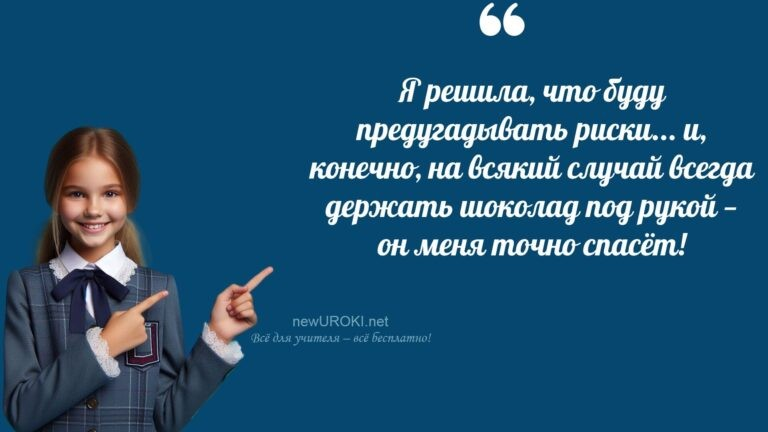 “
Я решила, что буду
предугадывать риски... и,
конечно, на всякий случай всегда
держать шоколад под рукой –
он меня точно спасёт!
newUROKI.net
Всё для учителя – всё бесплатно!